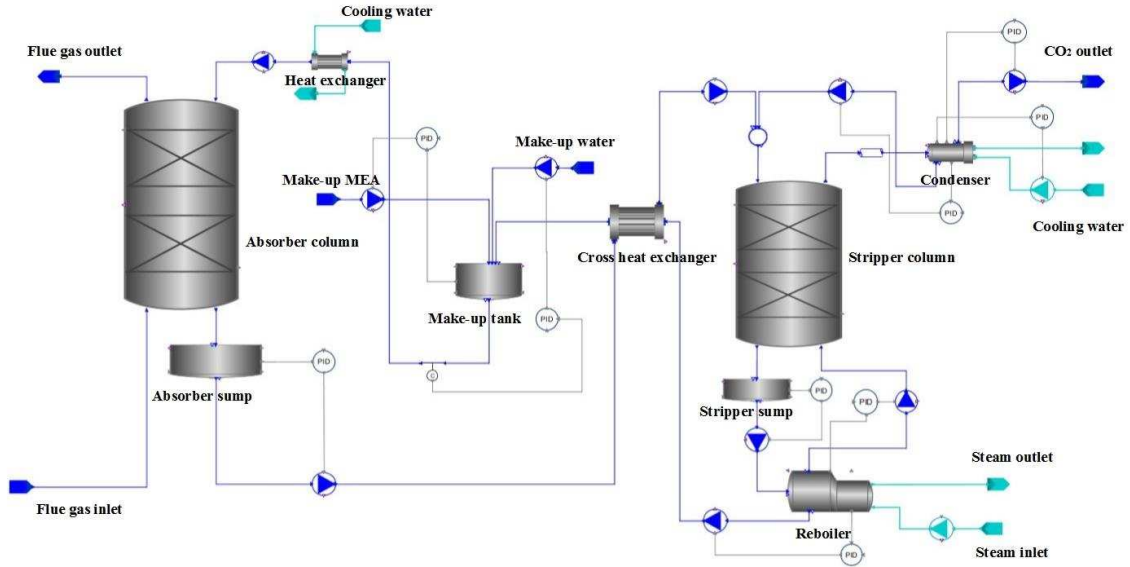 Cooling water
Flue gas outlet
Heat exchanger
PID
CO₂ outlet
PID
PID
Make-up water
Make-up MEA
Condenser
PID
Cooling water
Absorber column
Cross heat exchanger
Stripper column
Make-up tank
PID
PID
Absorber sump
C
Stripper sump
PID
PID
Steam outlet
Flue gas inlet
Reboiler
PID
Steam inlet